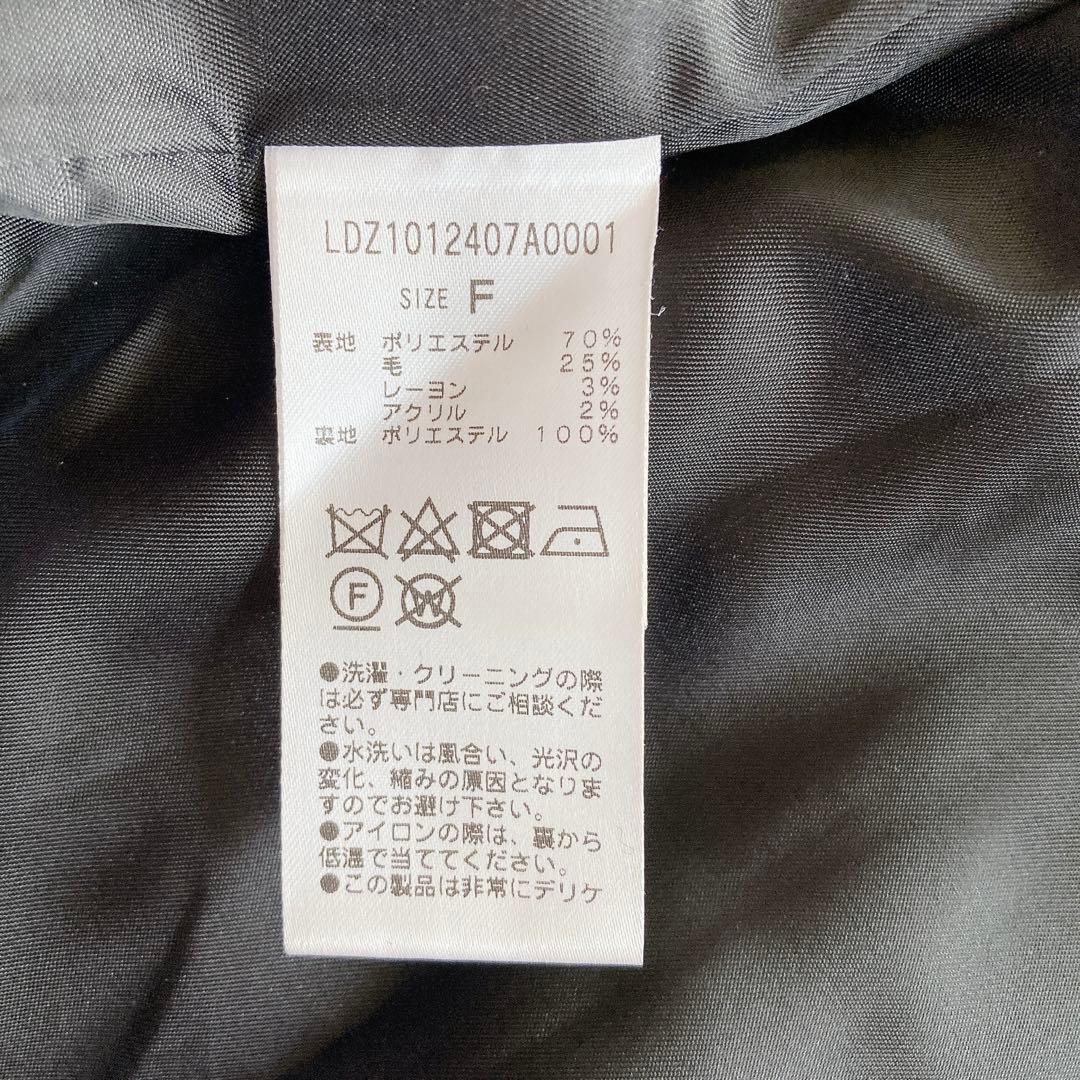 LDZ1012407A0001
SIZE F
表地 ポリエステル 70%
毛 25%
レーヨン 3%
アクリル 2%
裏地 ポリエステル 100%
F
W
●洗濯・クリーニングの際
は必ず専門店にご相談くだ
さい。
●水洗いは風合い、光沢の
変化、縮みの原因となりま
すのでお避け下さい。
●アイロンの際は、裏から
低温で当ててください。
●この製品は非常にデリケ